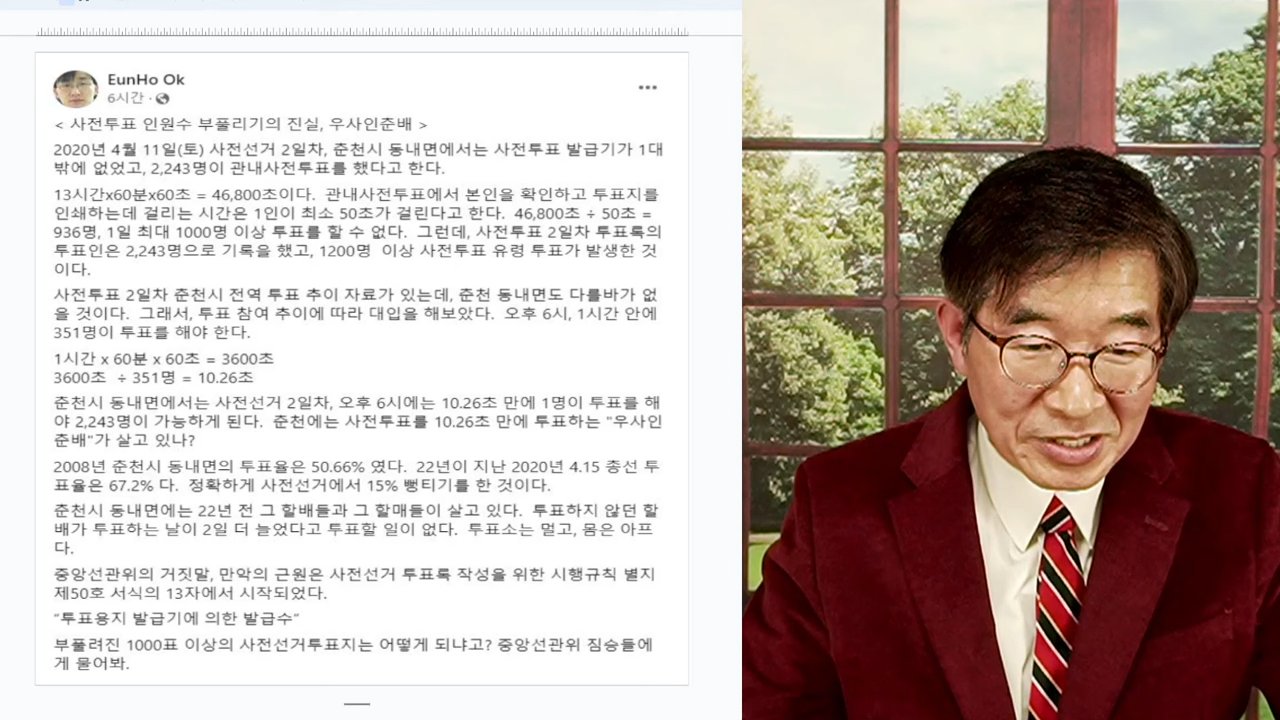 EunHo Ok
6시간 ·
< 사전투표 인원수 부풀리기의 진실, 우사인춘배 >
2020년 4월 11일(토) 사전선거 2일차, 춘천시 동내면에서는 사전투표 발급기가 1대
밖에 없었고, 2,243명이 관내사전투표를 했다고 한다.
13시간x60분x60초 = 46,800초이다. 관내사전투표에서 본인을 확인하고 투표지를
인쇄하는데 걸리는 시간은 1인이 최소 50초가 걸린다고 한다. 46,800초 ÷ 50초 =
936명, 1일 최대 1000명 이상 투표를 할 수 없다. 그런데, 사전투표 2일차 투표록의
투표인은 2,243명으로 기록을 했고, 1200명 이상 사전투표 유령 투표가 발생한 것
이다.
사전투표 2일차 춘천시 전역 투표 추이 자료가 있는데, 춘천 동내면도 다를바가 없
을 것이다. 그래서, 투표 참여 추이에 따라 대입을 해보았다. 오후 6시, 1시간 안에
351명이 투표를 해야 한다.
1시간 x 60분 x 60초 = 3600초
3600초 ÷ 351명 = 10.26초
춘천시 동내면에서는 사전선거 2일차, 오후 6시에는 10.26초 만에 1명이 투표를 해
야 2,243명이 가능하게 된다. 춘천에는 사전투표를 10.26초 만에 투표하는 "우사인
춘배"가 살고 있나?
2008년 춘천시 동내면의 투표율은 50.66% 였다. 22년이 지난 2020년 4.15 총선 투
표율은 67.2% 다. 정확하게 사전선거에서 15% 뻥티기를 한 것이다.
춘천시 동내면에는 22년 전 그 할배들과 그 할매들이 살고 있다. 투표하지 않던 할
배가 투표하는 날이 2일 더 늘었다고 투표할 일이 없다. 투표소는 멀고, 몸은 아프
다.
중앙선관위의 거짓말, 만악의 근원은 사전선거 투표록 작성을 위한 시행규칙 별지
제50호 서식의 13자에서 시작되었다.
"투표용지 발급기에 의한 발급수"
부풀려진 1000표 이상의 사전선거투표지는 어떻게 되냐고? 중앙선관위 짐승들에
게 물어봐.